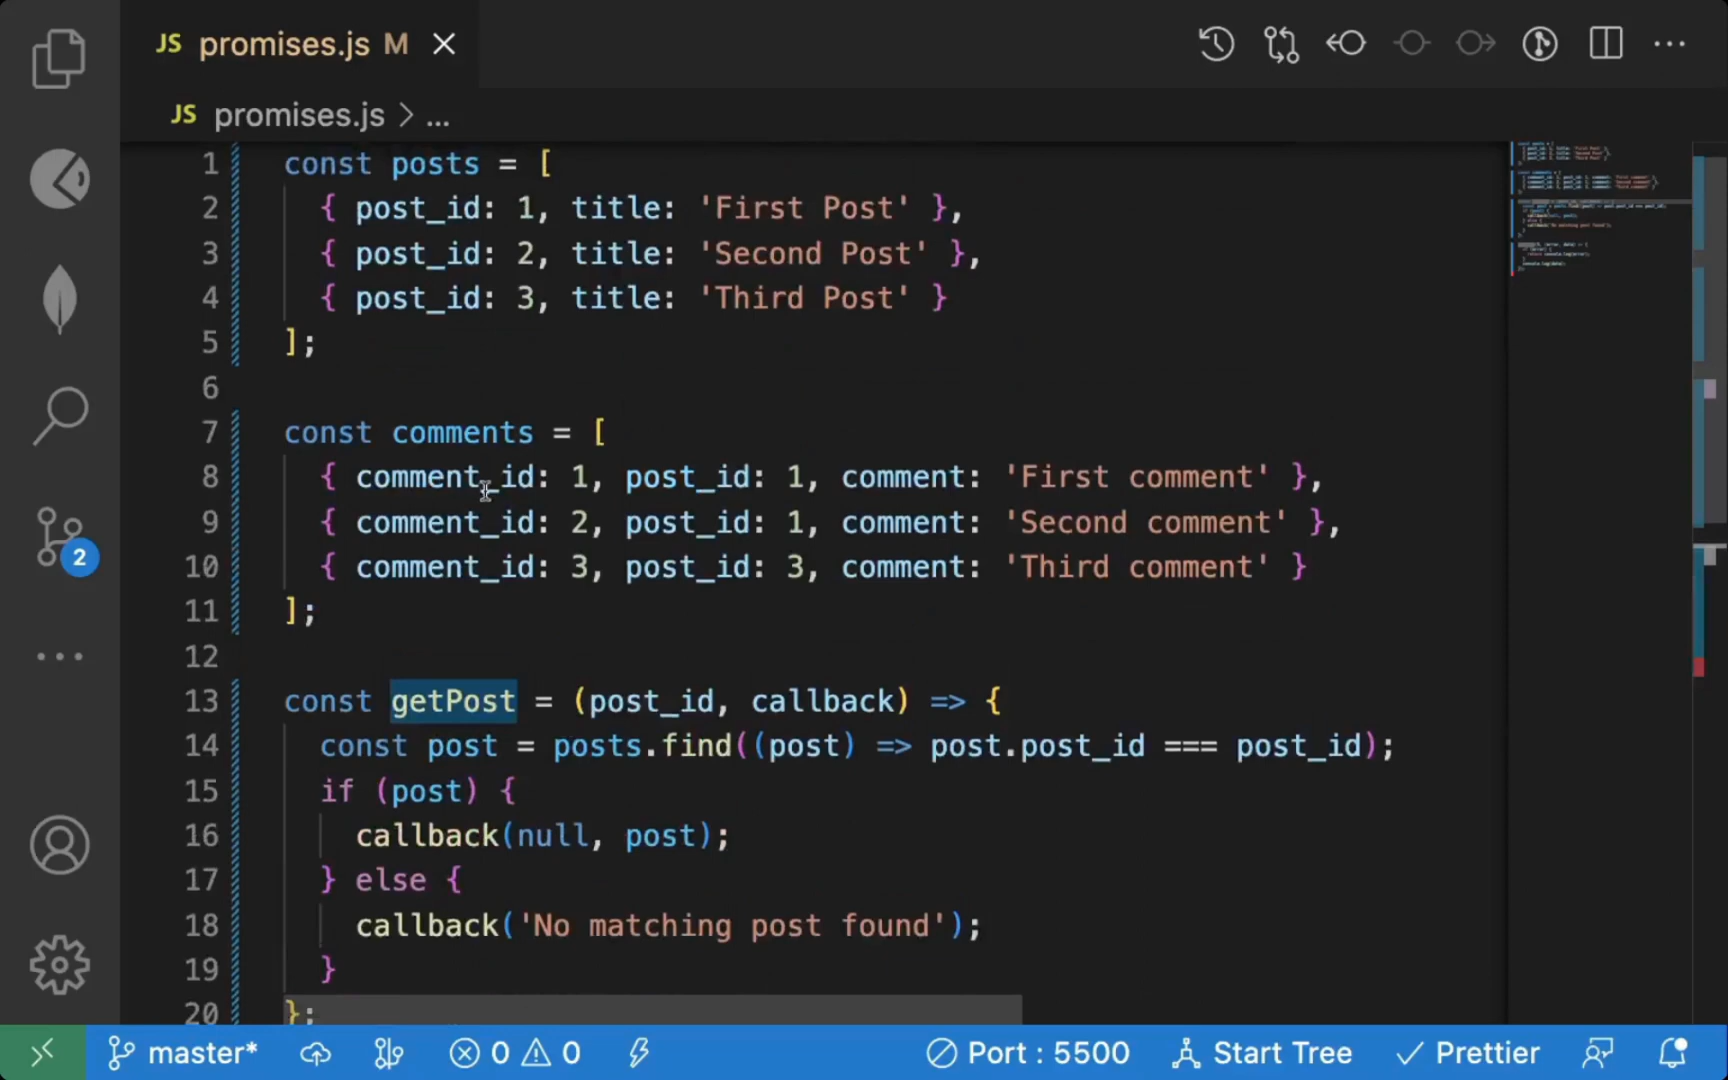 JS promises.js M
JS promises.js > ...
1 const posts = [
2 { post_id: 1, title: 'First Post' },
3 { post_id: 2, title: 'Second Post' },
4 { post_id: 3, title: 'Third Post' }
5 ];
6
7 const comments = [
8 { comment_id: 1, post_id: 1, comment: 'First comment' },
9 { comment_id: 2, post_id: 1, comment: 'Second comment' },
10 { comment_id: 3, post_id: 3, comment: 'Third comment' }
11 ];
12
13 const getPost = (post_id, callback) => {
14 const post = posts.find((post) => post.post_id === post_id);
15 if (post) {
16 callback(null, post);
17 } else {
18 callback('No matching post found');
19 }
20 };
2
master* 0 0 Port : 5500 Start Tree Prettier